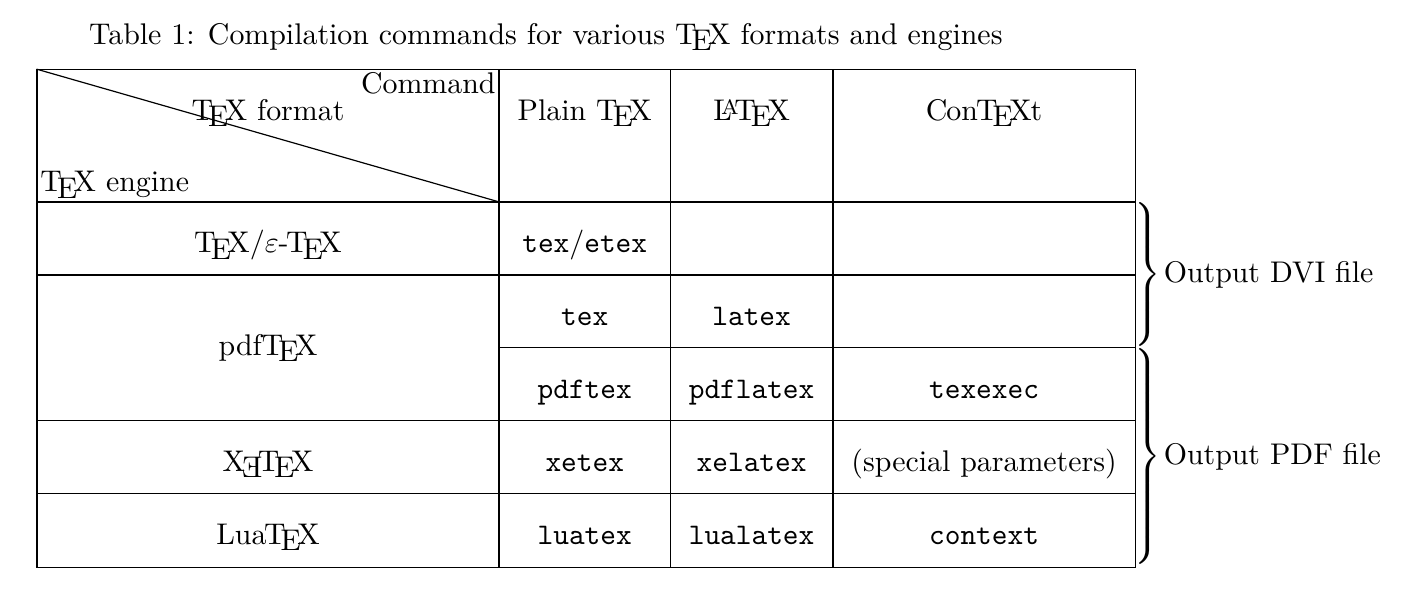 Table 1: Compilation commands for various TEX formats and engines
Command
TEX format Plain TEX LATEX ConTEXt
TEX engine
TEX/ε-TEX tex/etex
Output DVI file
tex latex
pdfTEX
pdftex pdflatex texexec
XƎTEX xetex xelatex (special parameters)
Output PDF file
LuaTEX luatex lualatex context